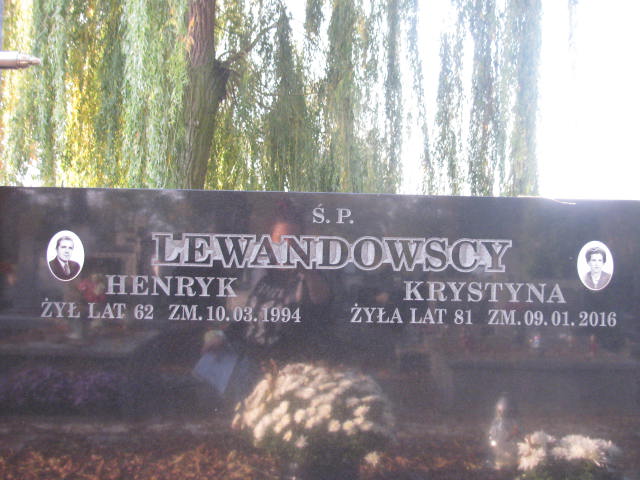 Ś. P.
LEWANDOWSCY
HENRYK KRYSTYNA
ŻYŁ LAT 62 ZM. 10.03.1994 ŻYŁA LAT 81 ZM. 09.01.2016